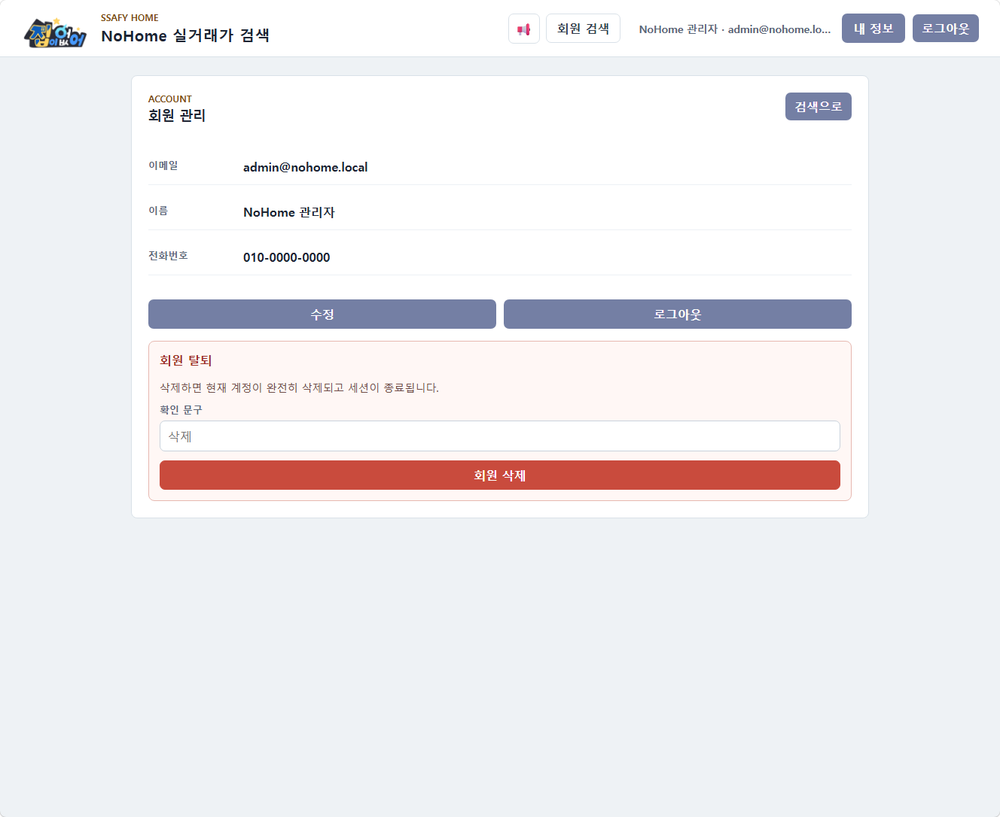 집이없어
SSAFY HOME
NoHome 실거래가 검색
회원 검색
NoHome 관리자 · admin@nohome.lo...
내 정보
로그아웃
ACCOUNT
회원 관리
검색으로
이메일
admin@nohome.local
이름
NoHome 관리자
전화번호
010-0000-0000
수정
로그아웃
회원 탈퇴
삭제하면 현재 계정이 완전히 삭제되고 세션이 종료됩니다.
확인 문구
삭제
회원 삭제